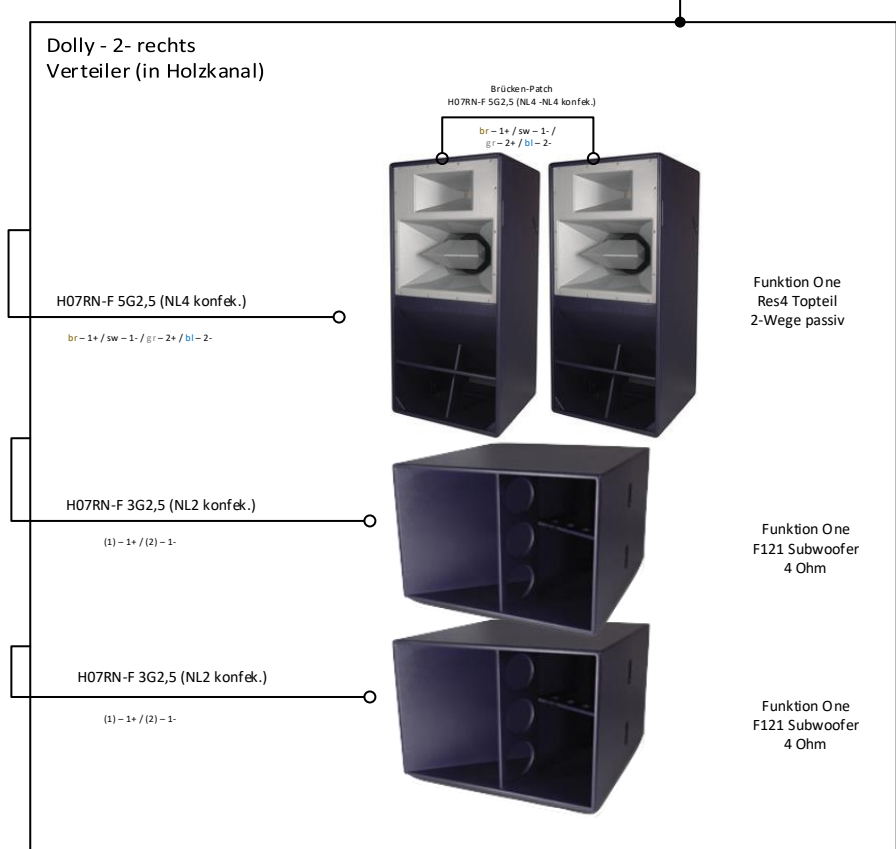 Dolly - 2- rechts
Verteiler (in Holzkanal)
Brücken-Patch
H07RN-F 5G2,5 (NL4 -NL4 konfek.)
br – 1+ / sw – 1- /
gr – 2+ / bl – 2-
H07RN-F 5G2,5 (NL4 konfek.)
br – 1+ / sw – 1- / gr – 2+ / bl – 2-
Funktion One
Res4 Topteil
2-Wege passiv
H07RN-F 3G2,5 (NL2 konfek.)
(1) – 1+ / (2) – 1-
Funktion One
F121 Subwoofer
4 Ohm
H07RN-F 3G2,5 (NL2 konfek.)
(1) – 1+ / (2) – 1-
Funktion One
F121 Subwoofer
4 Ohm